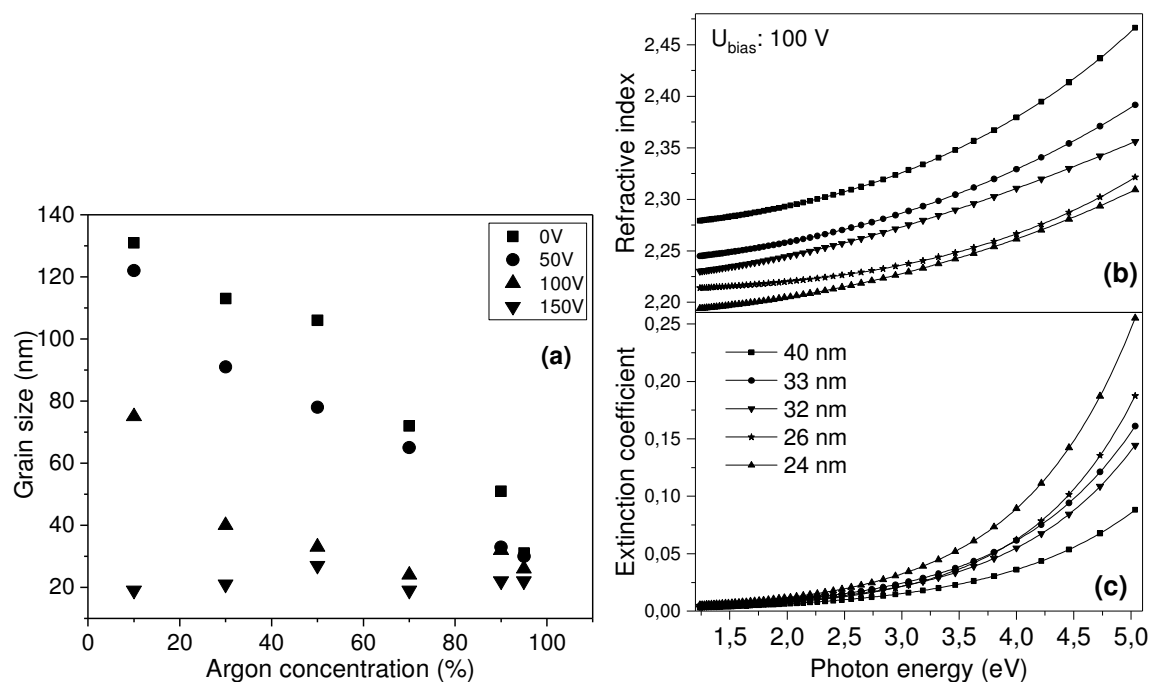 140
120
100
80
60
40
20
0
20
40
60
80
100
Grain size (nm)
Argon concentration (%)
0V
50V
100V
150V
(a)
U_bias: 100 V
2,45
2,40
2,35
2,30
2,25
2,20
Refractive index
(b)
0,25
0,20
0,15
0,10
0,05
0,00
Extinction coefficient
40 nm
33 nm
32 nm
26 nm
24 nm
(c)
1,5
2,0
2,5
3,0
3,5
4,0
4,5
5,0
Photon energy (eV)